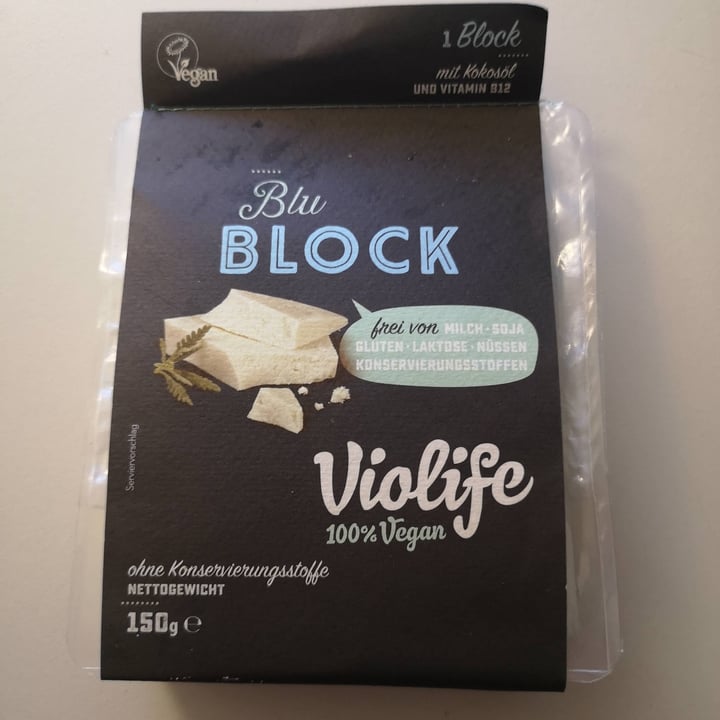 Vegan
1 Block
mit Kokosöl
UND VITAMIN B12
Blu
BLOCK
frei von MILCH · SOJA
GLUTEN · LAKTOSE · NÜSSEN
KONSERVIERUNGSSTOFFEN
Serviervorschlag
Violife
100% Vegan
ohne Konservierungsstoffe
NETTOGEWICHT
150g ℮